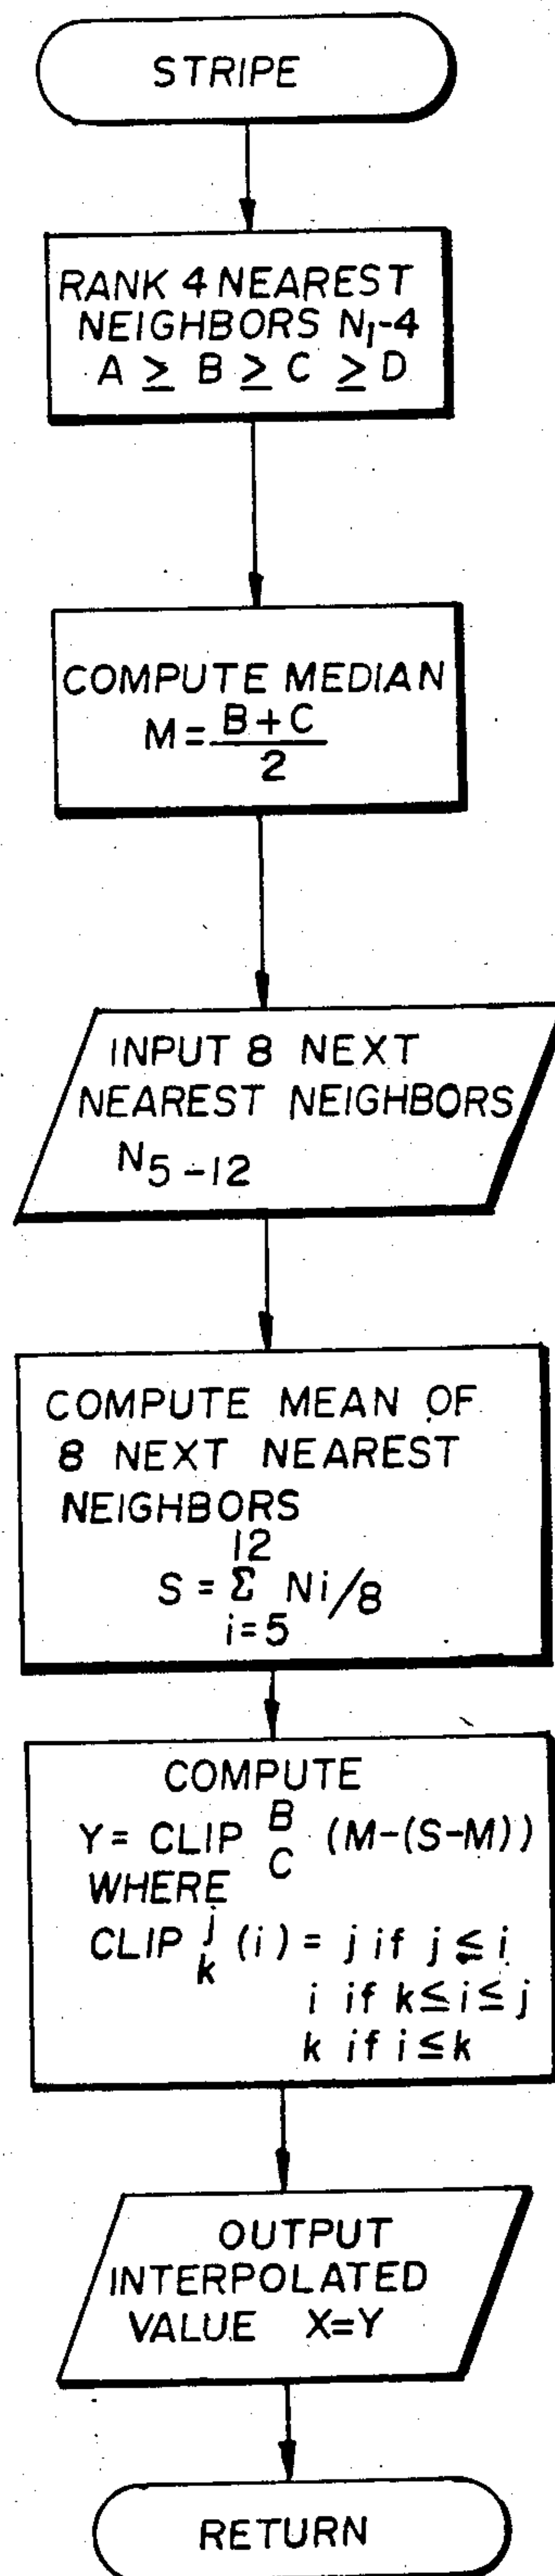 STRIPE
RANK 4 NEAREST
NEIGHBORS N1-4
A ≥ B ≥ C ≥ D
COMPUTE MEDIAN
M = B + C / 2
INPUT 8 NEXT
NEAREST NEIGHBORS
N5-12
COMPUTE MEAN OF
8 NEXT NEAREST
NEIGHBORS
12
S = Σ Ni/8
i=5
COMPUTE
Y = CLIP B C (M-(S-M))
WHERE
CLIP j k (i) = j if j ≤ i
i if k ≤ i ≤ j
k if i ≤ k
OUTPUT
INTERPOLATED
VALUE X=Y
RETURN